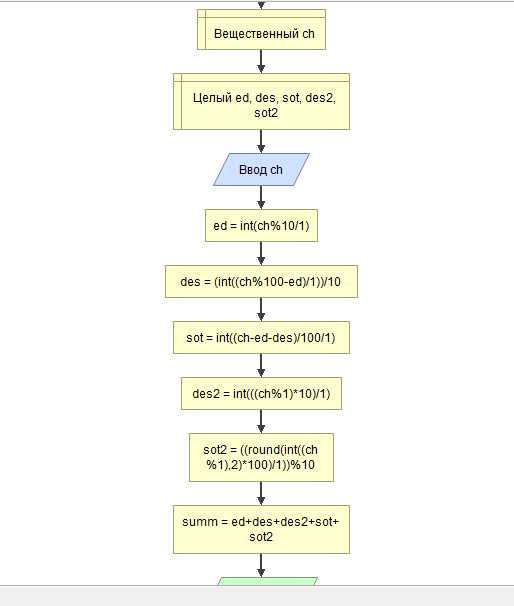 Вещественный ch
Целый ed, des, sot, des2,
sot2
Ввод ch
ed = int(ch%10/1)
des = (int((ch%100-ed)/1))/10
sot = int((ch-ed-des)/100/1)
des2 = int(((ch%1)*10)/1)
sot2 = ((round(int((ch
%1),2)*100)/1))%10
summ = ed+des+des2+sot+
sot2